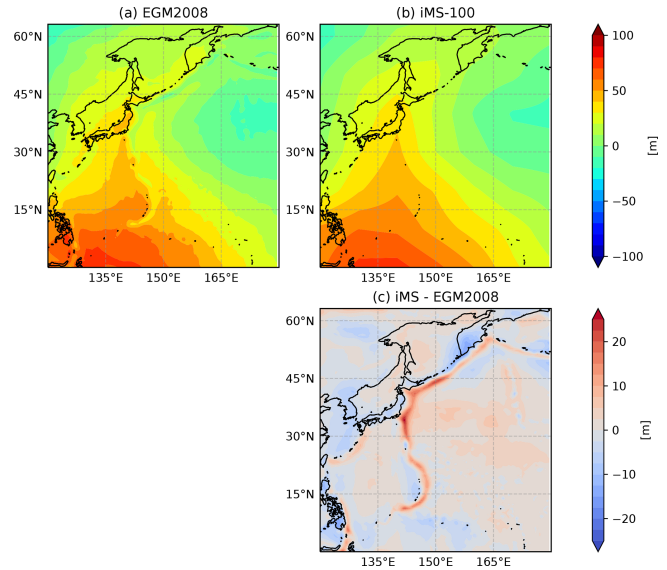 (a) EGM2008
(b) iMS-100
60°N
45°N
30°N
15°N
135°E 150°E 165°E
60°N
45°N
30°N
15°N
135°E 150°E 165°E
100
50
0
−50
−100
[m]
(c) iMS - EGM2008
60°N
45°N
30°N
15°N
135°E 150°E 165°E
20
10
0
−10
−20
[m]